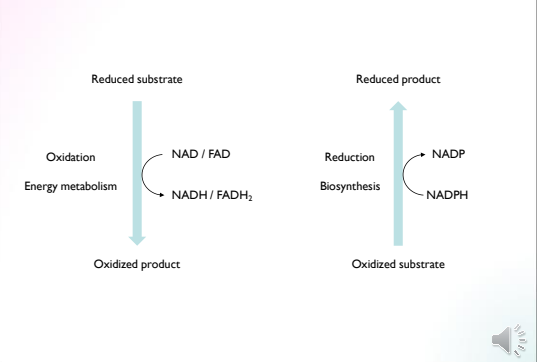 Reduced substrate
Oxidation
Energy metabolism
NAD / FAD
NADH / FADH₂
Oxidized product
Reduced product
Reduction
Biosynthesis
NADP
NADPH
Oxidized substrate